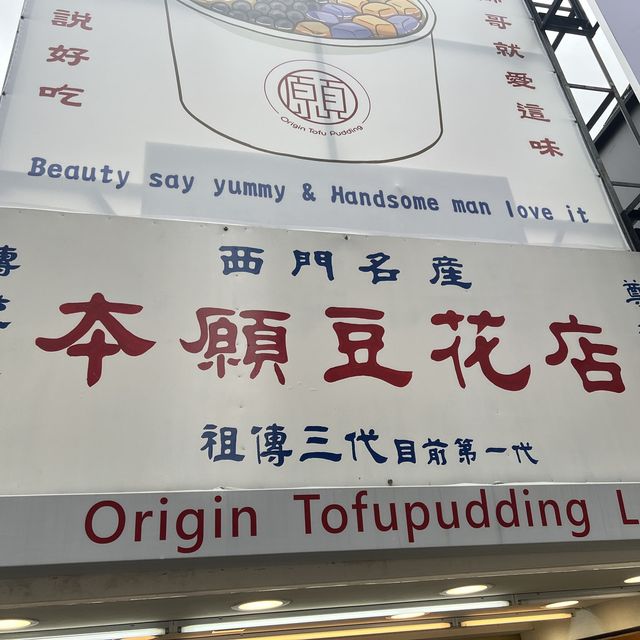 說好吃
哥就愛這味
願
Origin Tofu Pudding
Beauty say yummy & Handsome man love it
西門名產
傳
本願豆花店
祖傳三代目前第一代
Origin Tofupudding L